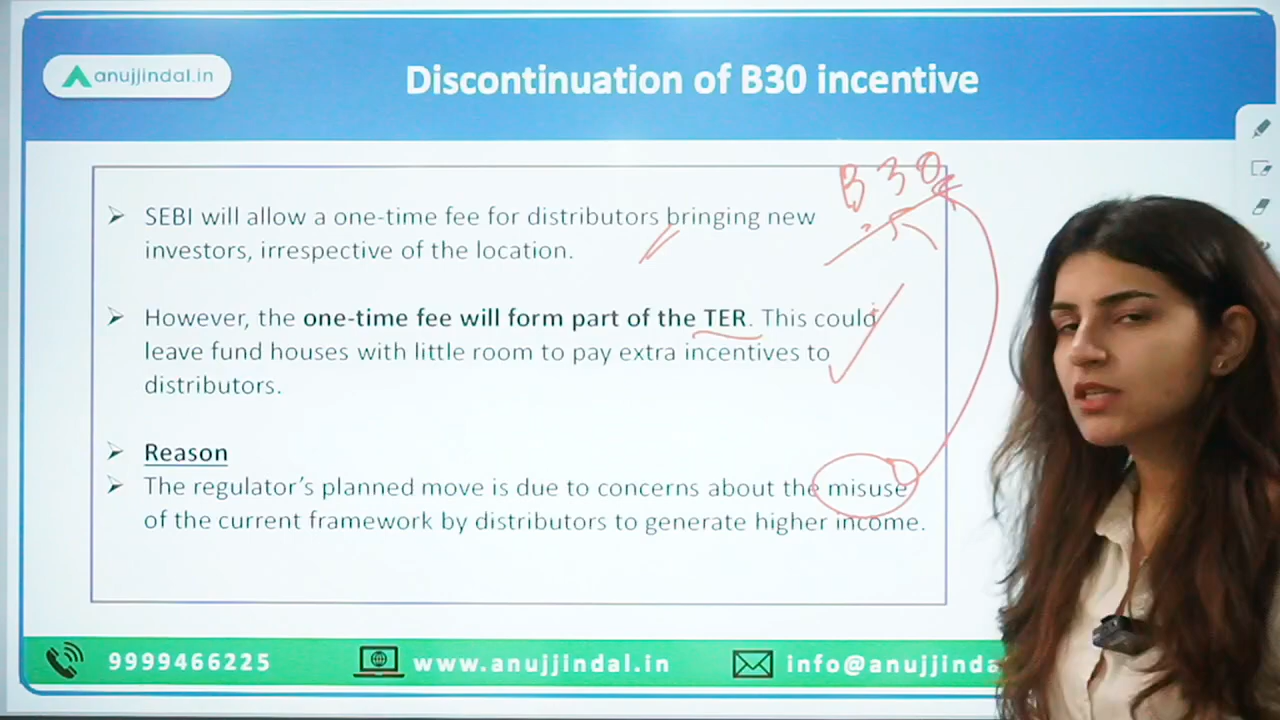 anujjindal.in
Discontinuation of B30 incentive
B30
➢ SEBI will allow a one-time fee for distributors bringing new
investors, irrespective of the location.
➢ However, the one-time fee will form part of the TER. This could
leave fund houses with little room to pay extra incentives to
distributors.
➢ Reason
➢ The regulator's planned move is due to concerns about the misuse
of the current framework by distributors to generate higher income.
9999466225 www.anujjindal.in info@anujjinda